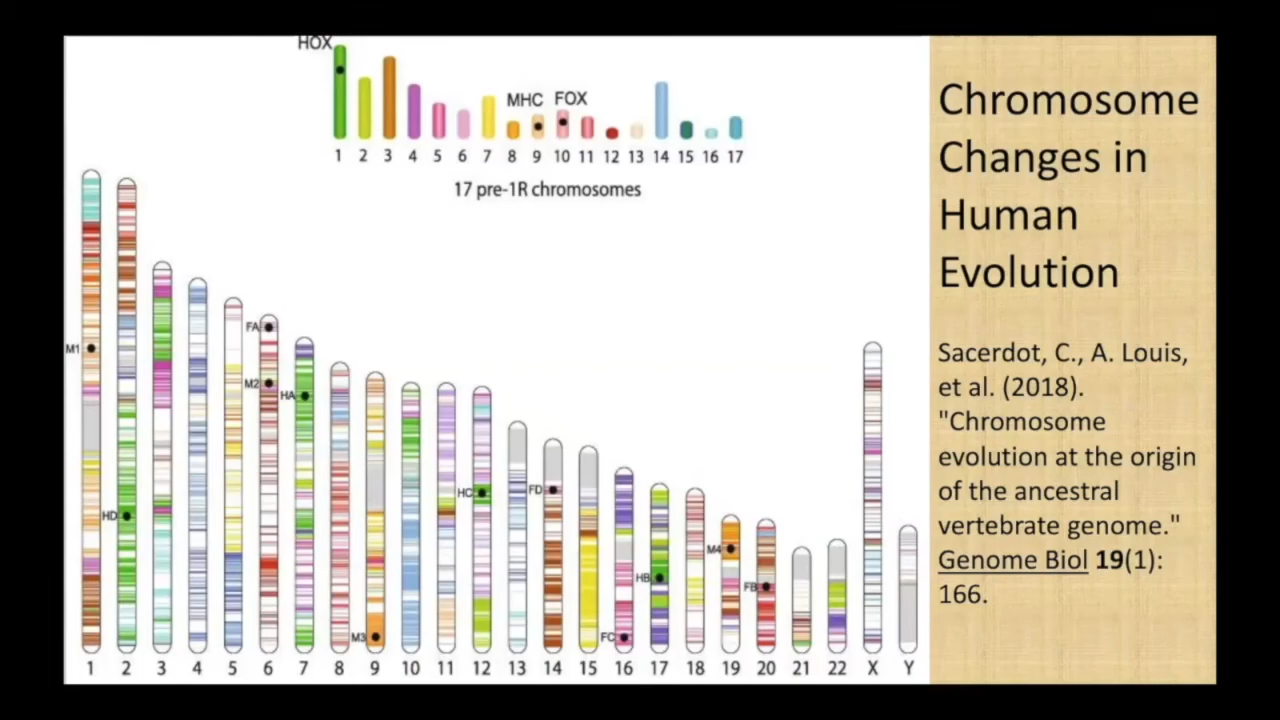 HOX
MHC FOX
1 2 3 4 5 6 7 8 9 10 11 12 13 14 15 16 17
17 pre-1R chromosomes
FA
M1
M2
HA
HC
FD
HD
M4
HB
FB
M3
FC
1 2 3 4 5 6 7 8 9 10 11 12 13 14 15 16 17 18 19 20 21 22 X Y
Chromosome
Changes in
Human
Evolution
Sacerdot, C., A. Louis,
et al. (2018).
"Chromosome
evolution at the origin
of the ancestral
vertebrate genome."
Genome Biol 19(1):
166.